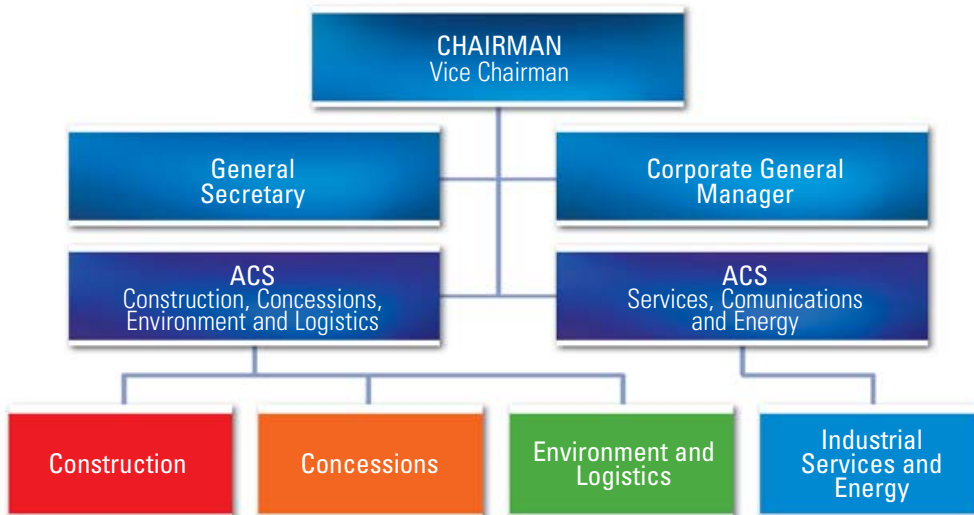 CHAIRMAN
Vice Chairman
General
Secretary
Corporate General
Manager
ACS
Construction, Concessions,
Environment and Logistics
ACS
Services, Comunications
and Energy
Construction
Concessions
Environment and
Logistics
Industrial
Services and
Energy